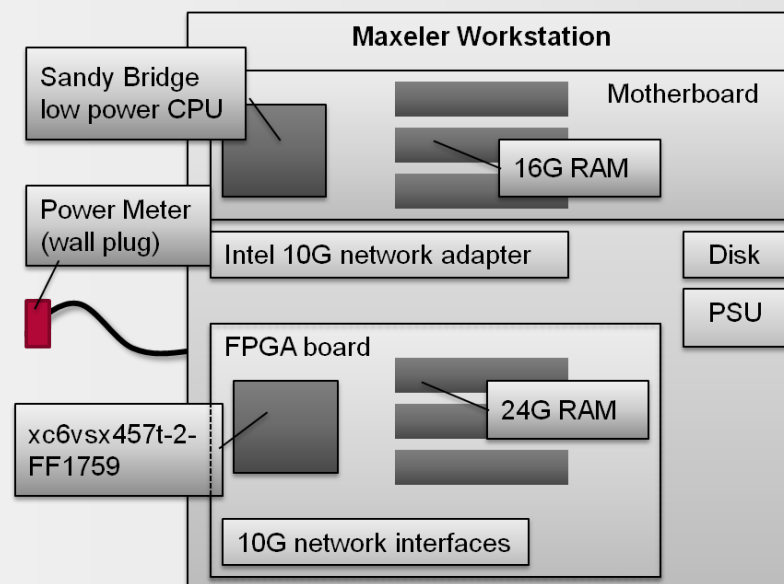 Maxeler Workstation
Sandy Bridge
low power CPU
Motherboard
16G RAM
Power Meter
(wall plug)
Intel 10G network adapter
Disk
PSU
FPGA board
24G RAM
xc6vsx457t-2-
FF1759
10G network interfaces